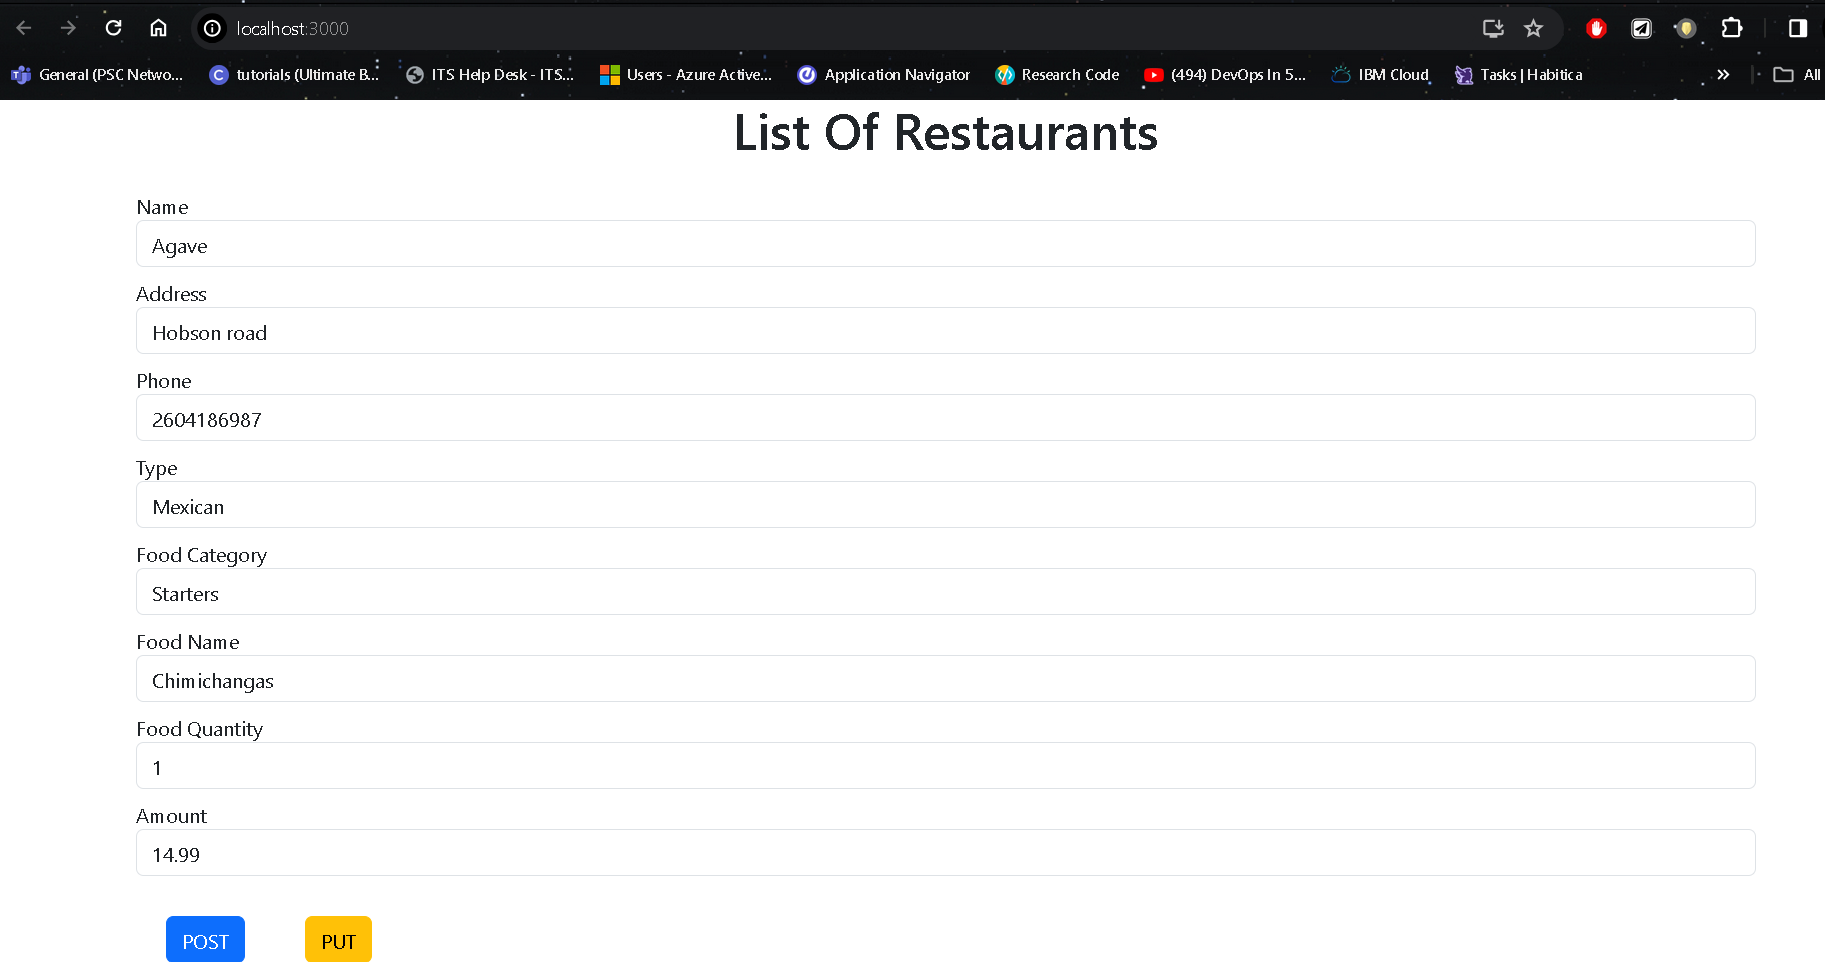 localhost:3000
General (PSC Netwo... tutorials (Ultimate B... ITS Help Desk - ITS... Users - Azure Active... Application Navigator Research Code (494) DevOps In 5... IBM Cloud Tasks | Habitica » All
List Of Restaurants
Name
Agave
Address
Hobson road
Phone
2604186987
Type
Mexican
Food Category
Starters
Food Name
Chimichangas
Food Quantity
1
Amount
14.99
POST PUT